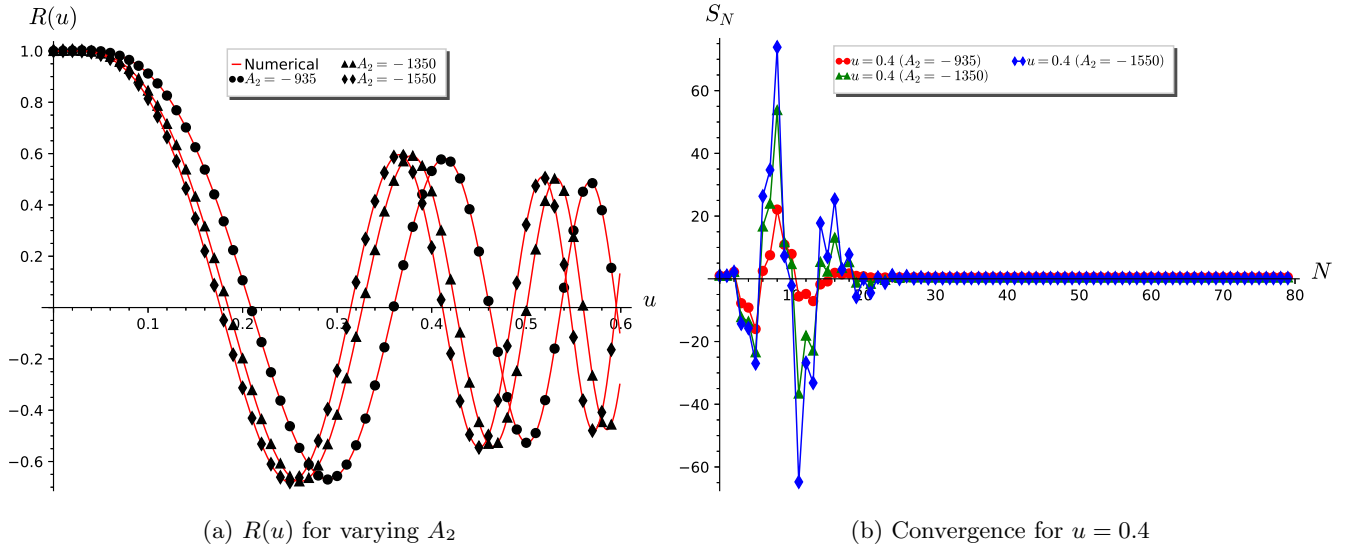 R(u)
1.0
0.8
0.6
0.4
0.2
−0.2
−0.4
−0.6
0.1
0.2
0.3
0.4
0.5
0.6
u
Numerical
A₂ = −935
A₂ = −1350
A₂ = −1550
(a) R(u) for varying A₂
S_N
60
40
20
−20
−40
−60
10
20
30
40
50
60
70
80
N
u = 0.4 (A₂ = −935)
u = 0.4 (A₂ = −1350)
u = 0.4 (A₂ = −1550)
(b) Convergence for u = 0.4